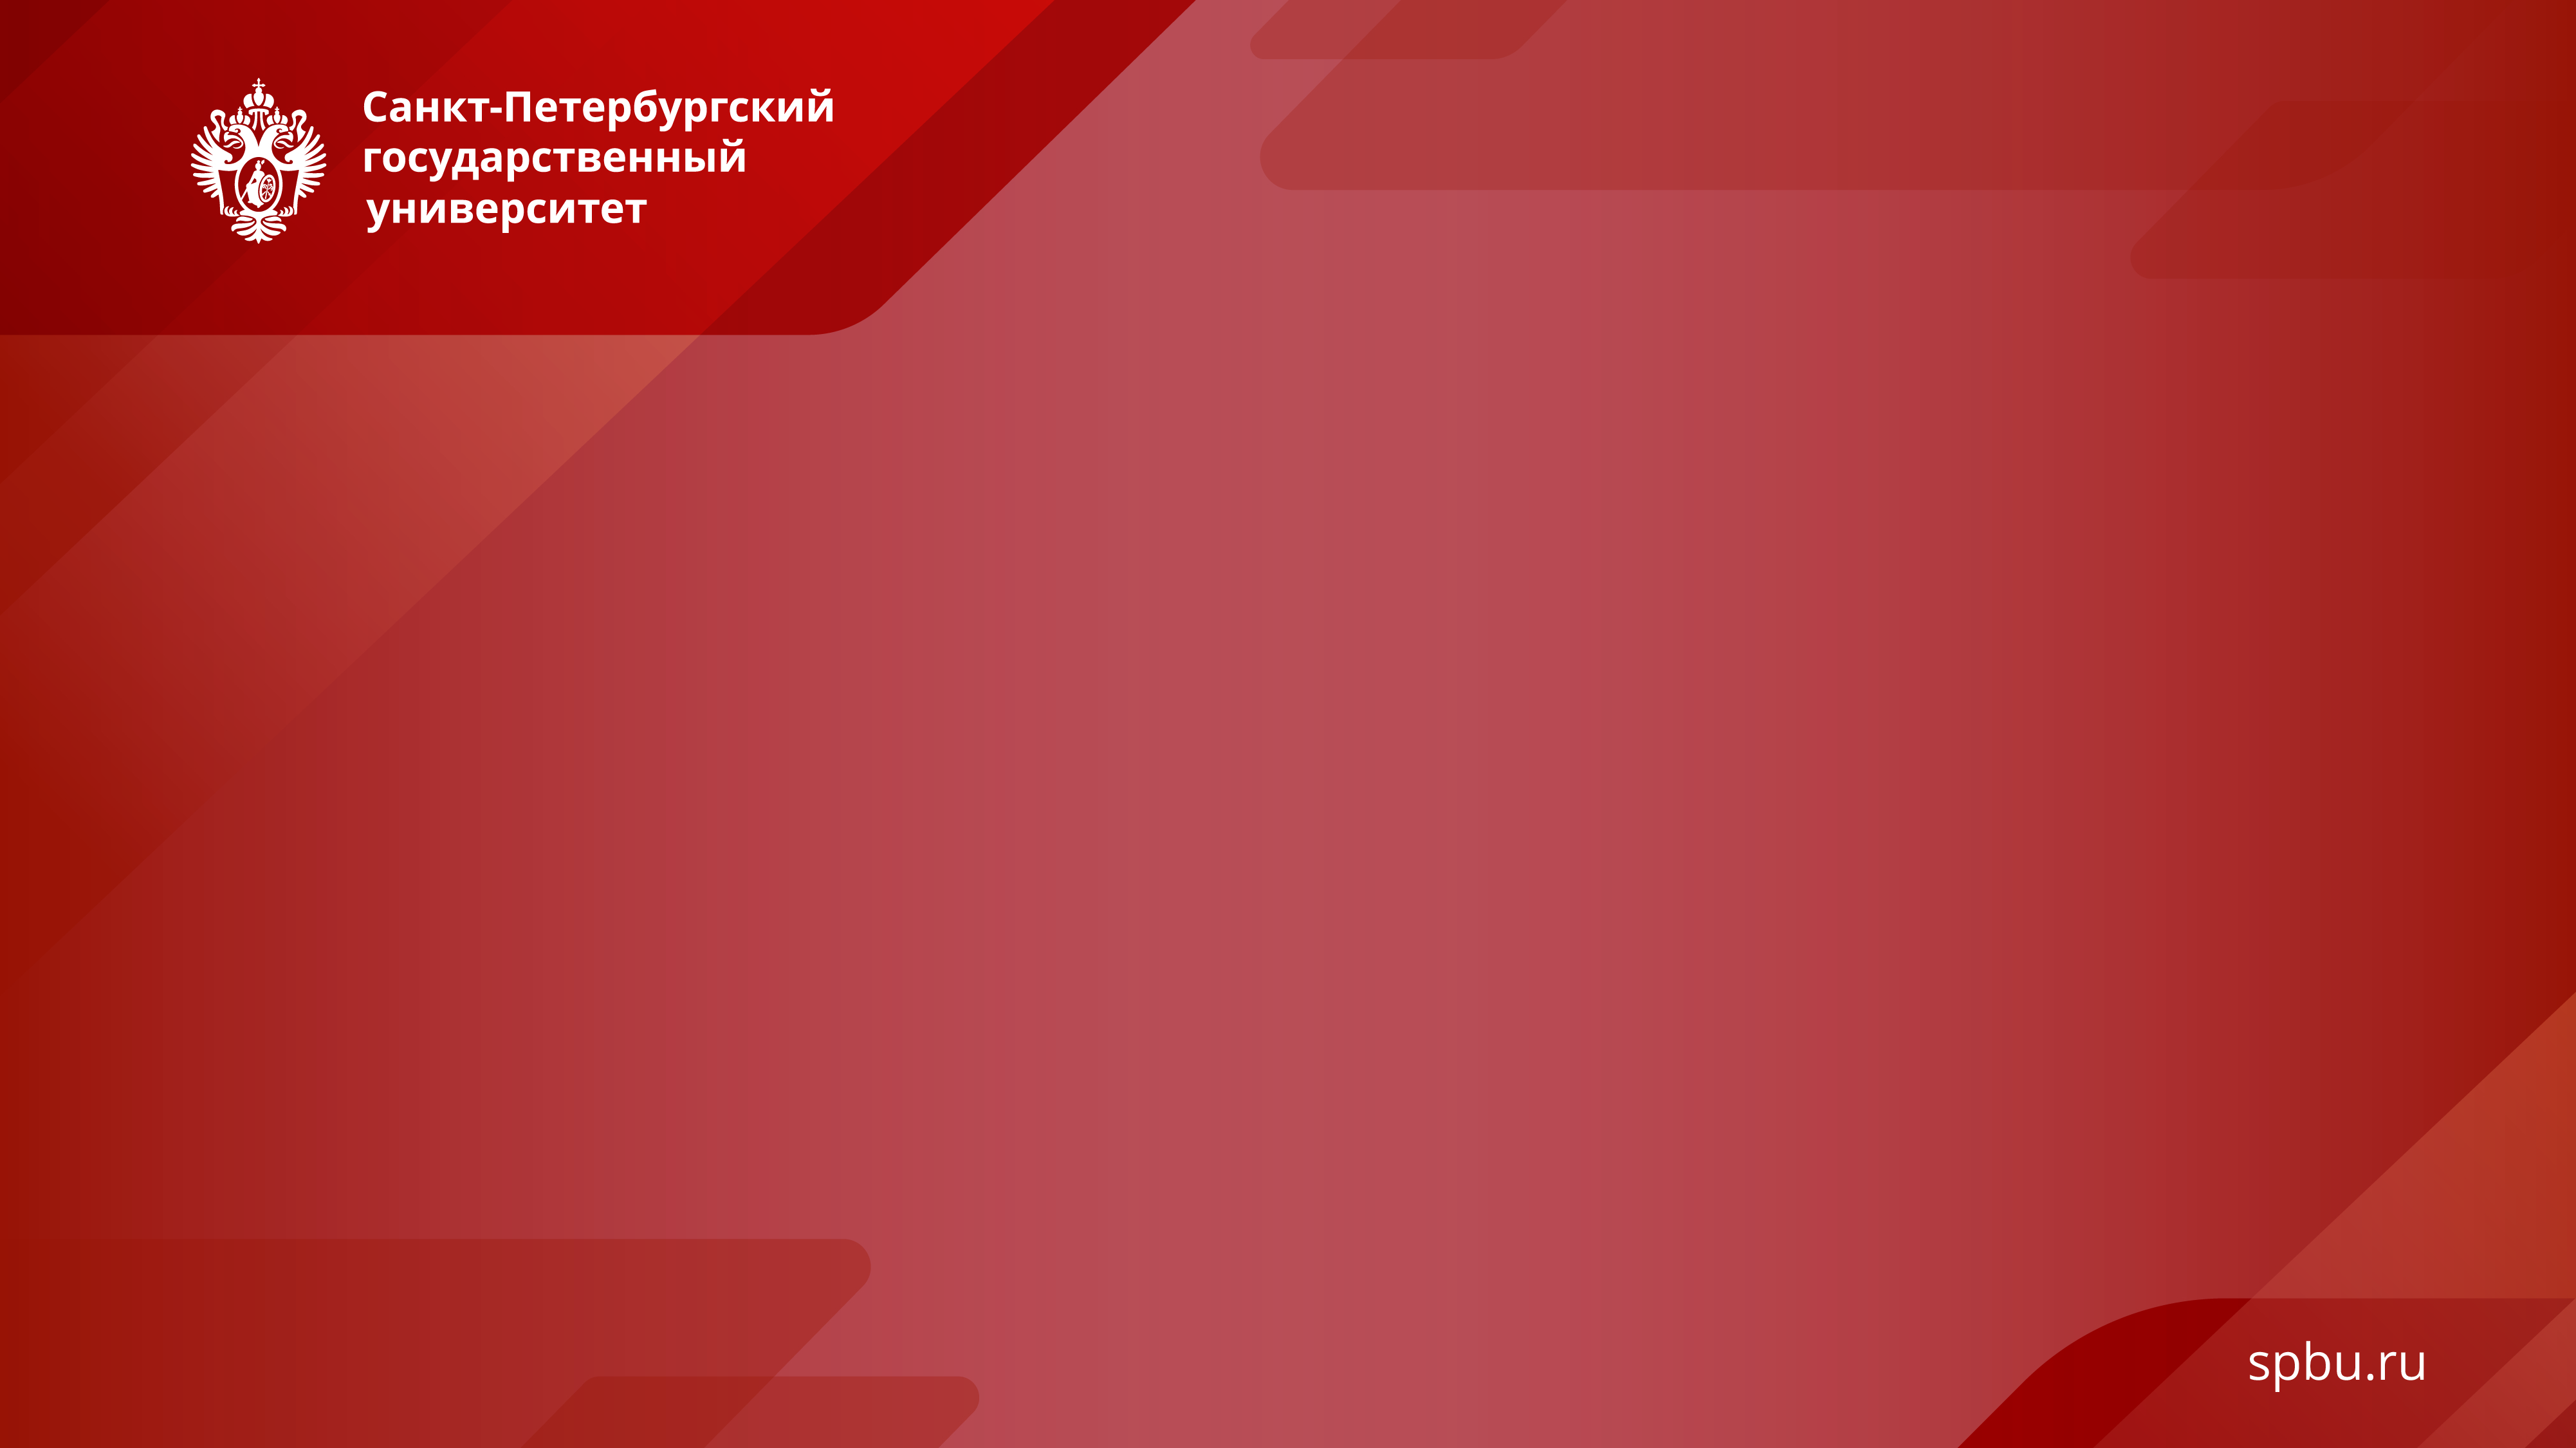 Санкт-Петербургский
государственный
университет
spbu.ru